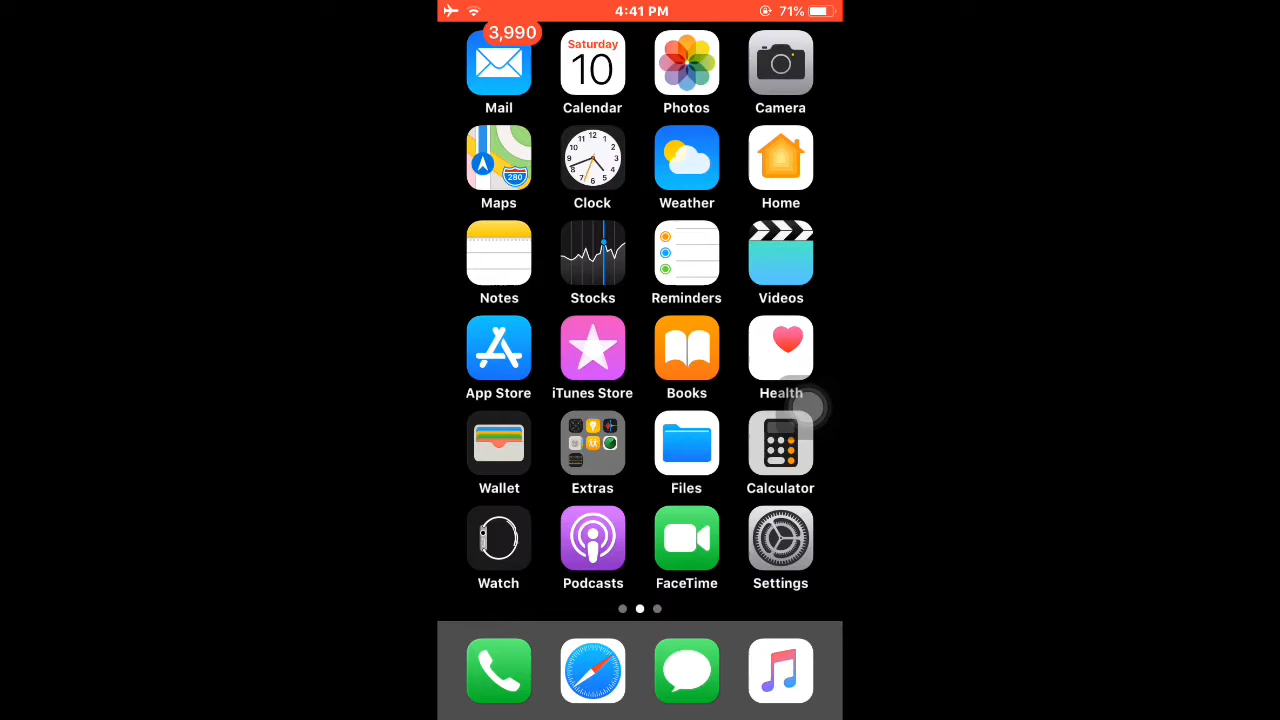 4:41 PM 71%
3,990
Saturday
10
Mail Calendar Photos Camera
280
12
Maps Clock Weather Home
Notes Stocks Reminders Videos
App Store iTunes Store Books Health
Wallet Extras Files Calculator
Watch Podcasts FaceTime Settings